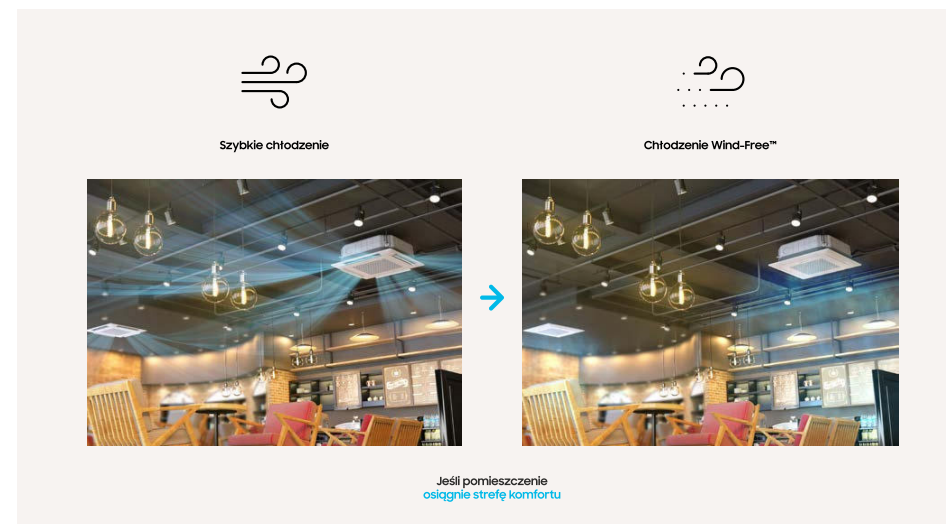 Szybkie chłodzenie
Chłodzenie Wind-Free™
Jeśli pomieszczenie
osiągnie strefę komfortu